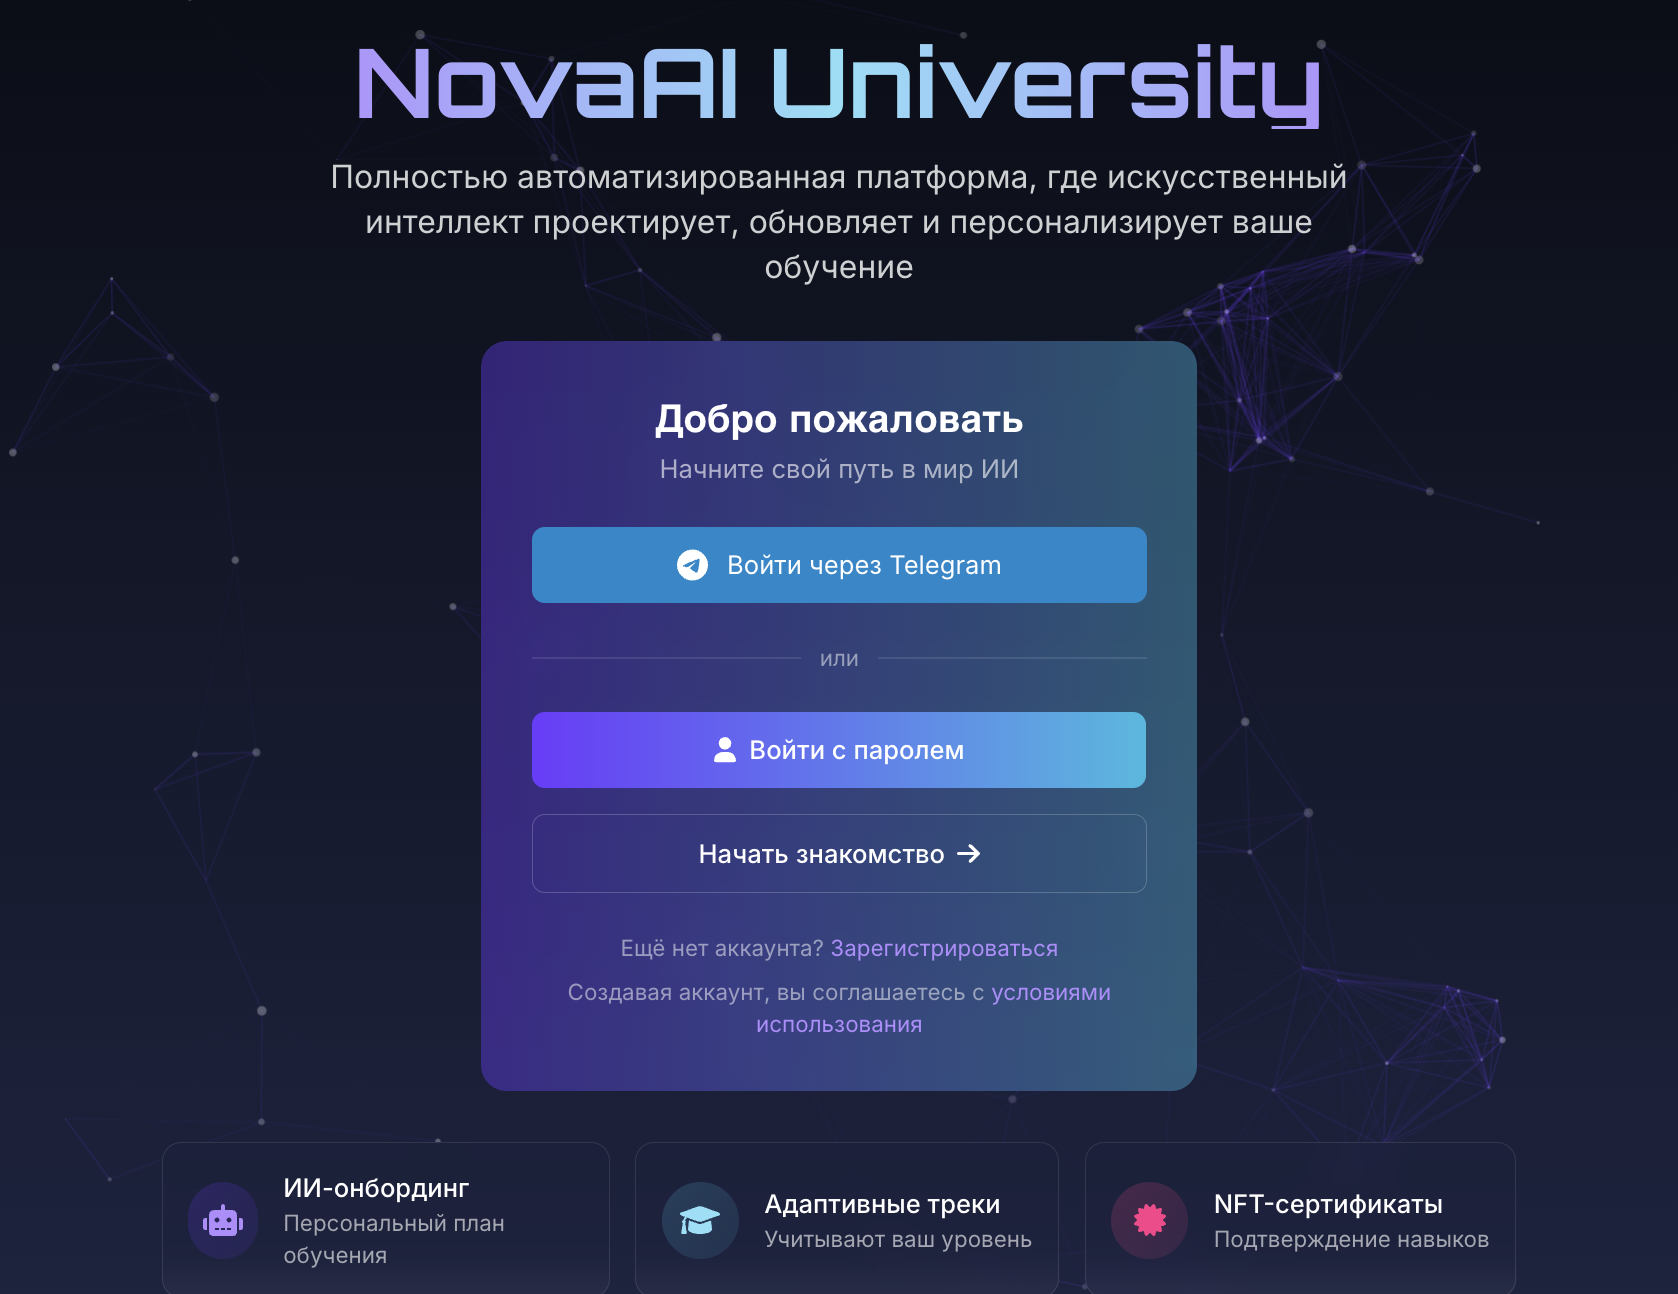 NovaAI University
Полностью автоматизированная платформа, где искусственный
интеллект проектирует, обновляет и персонализирует ваше
обучение
Добро пожаловать
Начните свой путь в мир ИИ
Войти через Telegram
или
Войти с паролем
Начать знакомство →
Ещё нет аккаунта? Зарегистрироваться
Создавая аккаунт, вы соглашаетесь с условиями
использования
ИИ-онбординг
Персональный план
обучения
Адаптивные треки
Учитывают ваш уровень
NFT-сертификаты
Подтверждение навыков